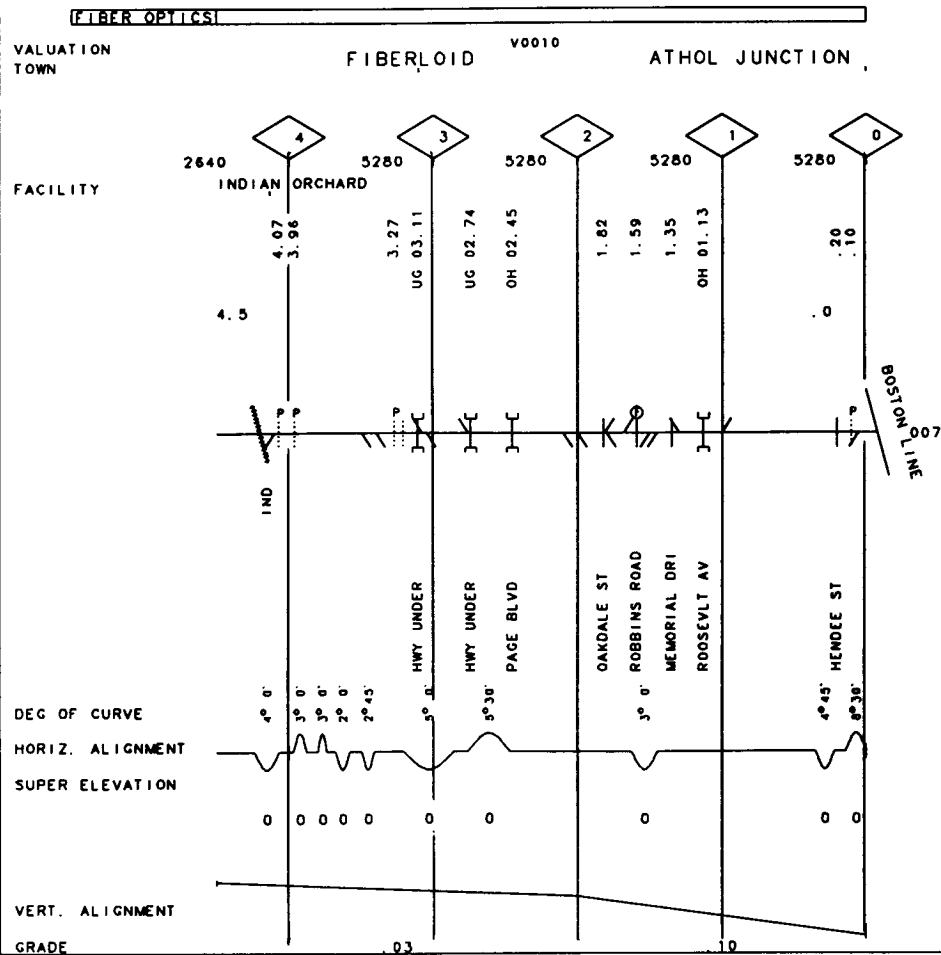 FIBER OPTICS
VALUATION V0010
TOWN FIBERLOID ATHOL JUNCTION
4 3 2 1 0
2640 5280 5280 5280 5280
FACILITY INDIAN ORCHARD
4.07 3.96 3.27 UG 03.11 UG 02.74 OH 02.45 1.82 1.59 1.35 OH 01.13 .20 .10
4.5 .0
P P P P P
BOSTON LINE
007
IND
HWY UNDER HWY UNDER PAGE BLVD OAKDALE ST ROBBINS ROAD MEMORIAL DRI ROOSEVLT AV HENDEE ST
DEG OF CURVE 4° 0' 3° 0' 3° 0' 2° 0' 2° 45' 5° 0' 5° 30' 3° 0' 4° 45' 8° 30'
HORIZ. ALIGNMENT
SUPER ELEVATION
0 0 0 0 0 0 0 0 0 0
VERT. ALIGNMENT
GRADE .03 .10